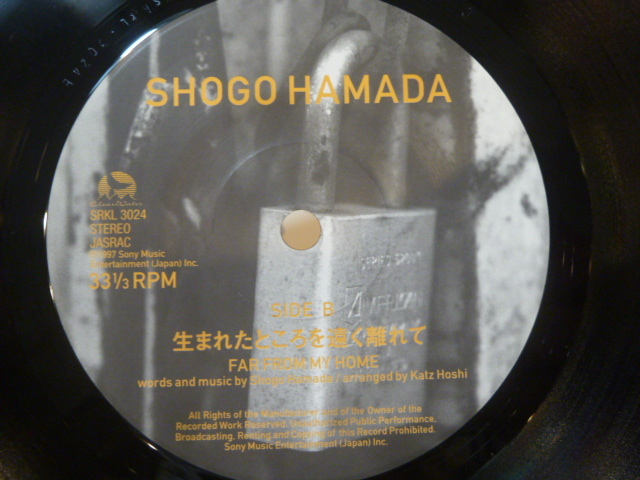 SHOGO HAMADA
SRKL 3024
STEREO
JASRAC
℗1997 Sony Music
Entertainment (Japan) Inc.
33⅓ RPM
SIDE B
生まれたところを遠く離れて
FAR FROM MY HOME
words and music by Shogo Hamada / arranged by Katz Hoshi
All Rights of the Manufacturer and of the Owner of the
Recorded Work Reserved. Unauthorized Public Performance,
Broadcasting, Renting and Copying of this Record Prohibited.
Sony Music Entertainment (Japan) Inc.